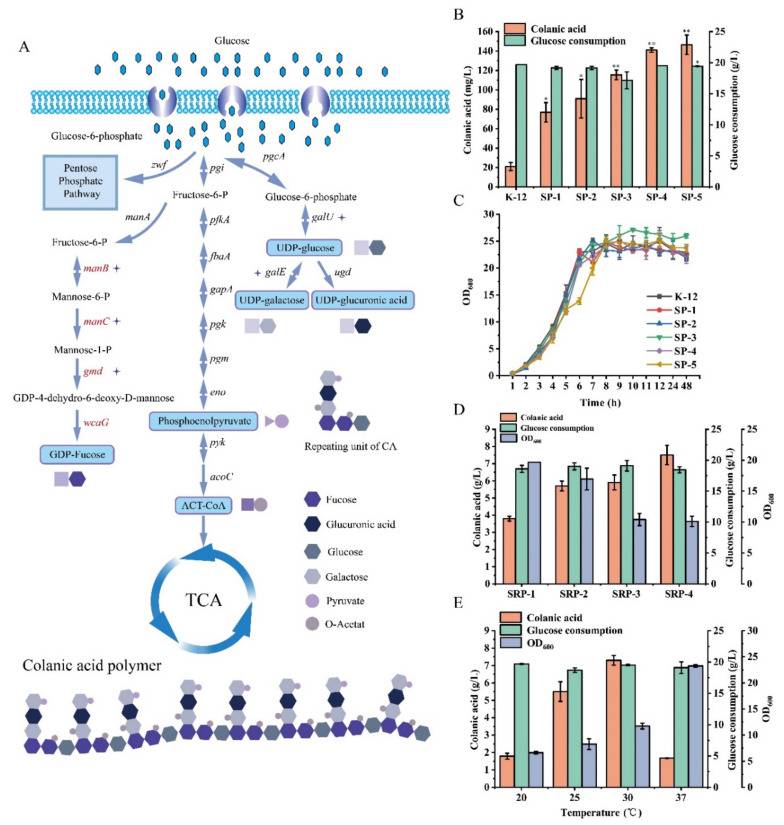 A
Glucose
Glucose-6-phosphate
zwf
pgi
pgcA
Pentose
Phosphate
Pathway
Fructose-6-P
Glucose-6-phosphate
manA
pfkA
galU
Fructose-6-P
UDP-glucose
manB
fbaA
galE
ugd
Mannose-6-P
gapA
UDP-galactose
UDP-glucuronic acid
manC
pgk
Mannose-1-P
pgm
gmd
GDP-4-dehydro-6-deoxy-D-mannose
eno
wcaG
Phosphoenolpyruvate
Repeating unit of CA
GDP-Fucose
pyk
acoC
ACT-CoA
Fucose
Glucuronic acid
Glucose
Galactose
Pyruvate
O-Acetat
TCA
Colanic acid polymer
B
Colanic acid
Glucose consumption
Colanic acid (mg/L)
160
140
120
100
80
60
40
20
0
Glucose consumption (g/L)
25
20
15
10
5
0
*
*
**
**
**
*
K-12 SP-1 SP-2 SP-3 SP-4 SP-5
C
OD600
30
25
20
15
10
5
0
K-12
SP-1
SP-2
SP-3
SP-4
SP-5
1 2 3 4 5 6 7 8 9 10 11 12 24 48
Time (h)
D
Colanic acid
Glucose consumption
OD600
Colanic acid (g/L)
9
8
7
6
5
4
3
2
1
0
Glucose consumption (g/L)
25
20
15
10
5
0
OD600
25
20
15
10
5
0
SRP-1 SRP-2 SRP-3 SRP-4
E
Colanic acid
Glucose consumption
OD600
Colanic acid (g/L)
9
8
7
6
5
4
3
2
1
0
Glucose consumption (g/L)
25
20
15
10
5
0
OD600
30
25
20
15
10
5
0
20 25 30 37
Temperature (℃)